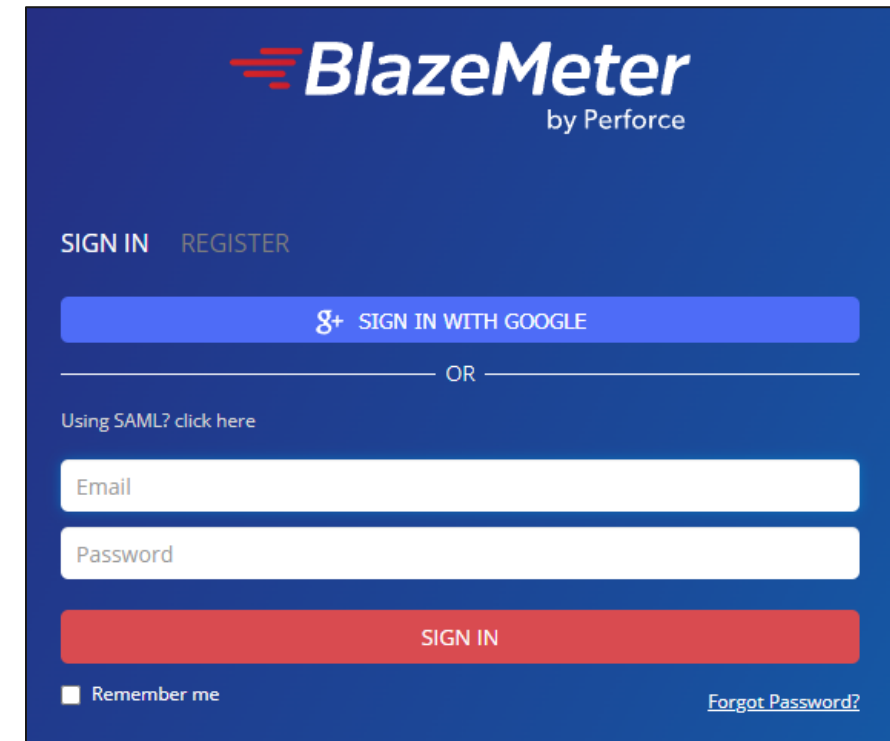 BlazeMeter
by Perforce
SIGN IN REGISTER
g+ SIGN IN WITH GOOGLE
OR
Using SAML? click here
Email
Password
SIGN IN
Remember me
Forgot Password?